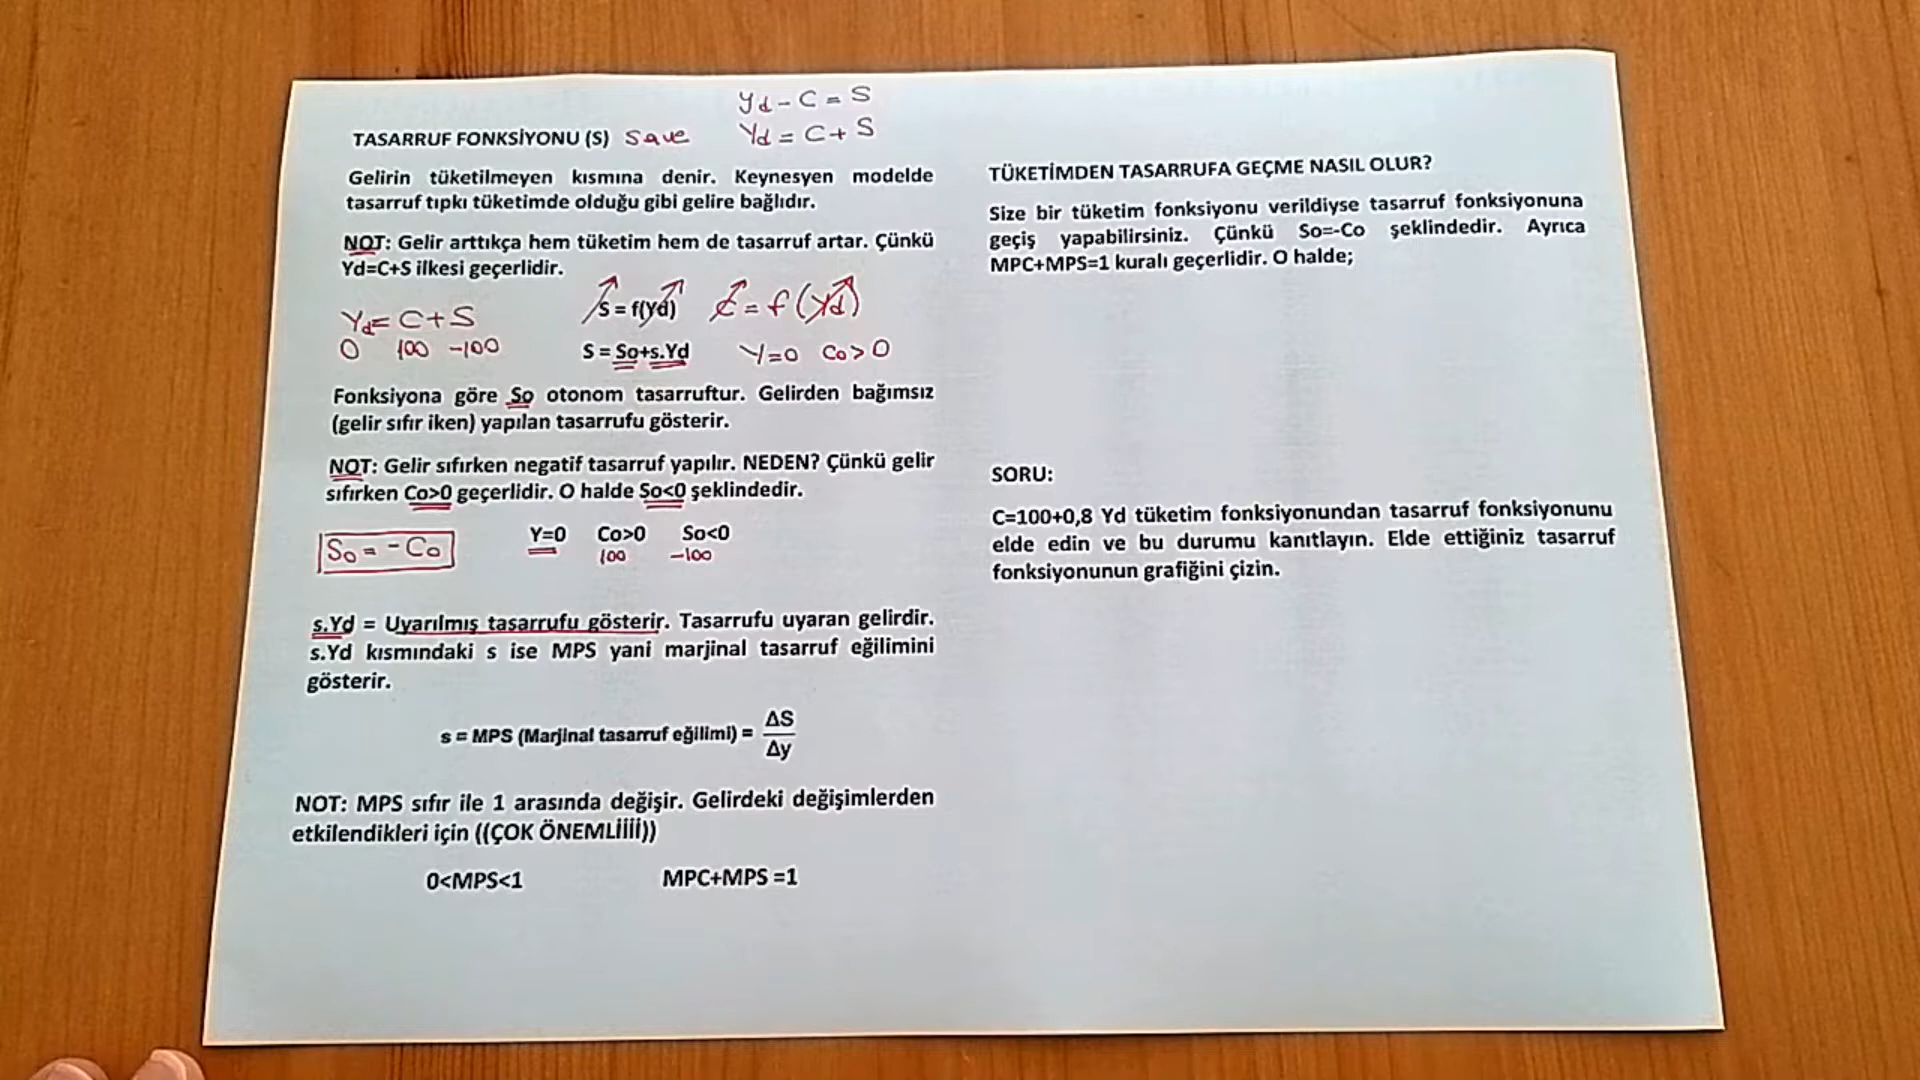 Yd - C = S
TASARRUF FONKSİYONU (S) Save Yd = C + S
Gelirin tüketilmeyen kısmına denir. Keynesyen modelde
tasarruf tıpkı tüketimde olduğu gibi gelire bağlıdır.
NOT: Gelir arttıkça hem tüketim hem de tasarruf artar. Çünkü
Yd=C+S ilkesi geçerlidir.
Yd = C + S S = f(Yd) C = f(Yd)
0 100 -100 S = So+s.Yd Y=0 Co>0
Fonksiyona göre So otonom tasarruftur. Gelirden bağımsız
(gelir sıfır iken) yapılan tasarrufu gösterir.
NOT: Gelir sıfırken negatif tasarruf yapılır. NEDEN? Çünkü gelir
sıfırken Co>0 geçerlidir. O halde So<0 şeklindedir.
So = - Co Y=0 Co>0 So<0
100 -100
s.Yd = Uyarılmış tasarrufu gösterir. Tasarrufu uyaran gelirdir.
s.Yd kısmındaki s ise MPS yani marjinal tasarruf eğilimini
gösterir.
s = MPS (Marjinal tasarruf eğilimi) = ΔS
Δy
NOT: MPS sıfır ile 1 arasında değişir. Gelirdeki değişimlerden
etkilendikleri için ((ÇOK ÖNEMLİİİİ))
0<MPS<1 MPC+MPS =1
TÜKETİMDEN TASARRUFA GEÇME NASIL OLUR?
Size bir tüketim fonksiyonu verildiyse tasarruf fonksiyonuna
geçiş yapabilirsiniz. Çünkü So=-Co şeklindedir. Ayrıca
MPC+MPS=1 kuralı geçerlidir. O halde;
SORU:
C=100+0,8 Yd tüketim fonksiyonundan tasarruf fonksiyonunu
elde edin ve bu durumu kanıtlayın. Elde ettiğiniz tasarruf
fonksiyonunun grafiğini çizin.